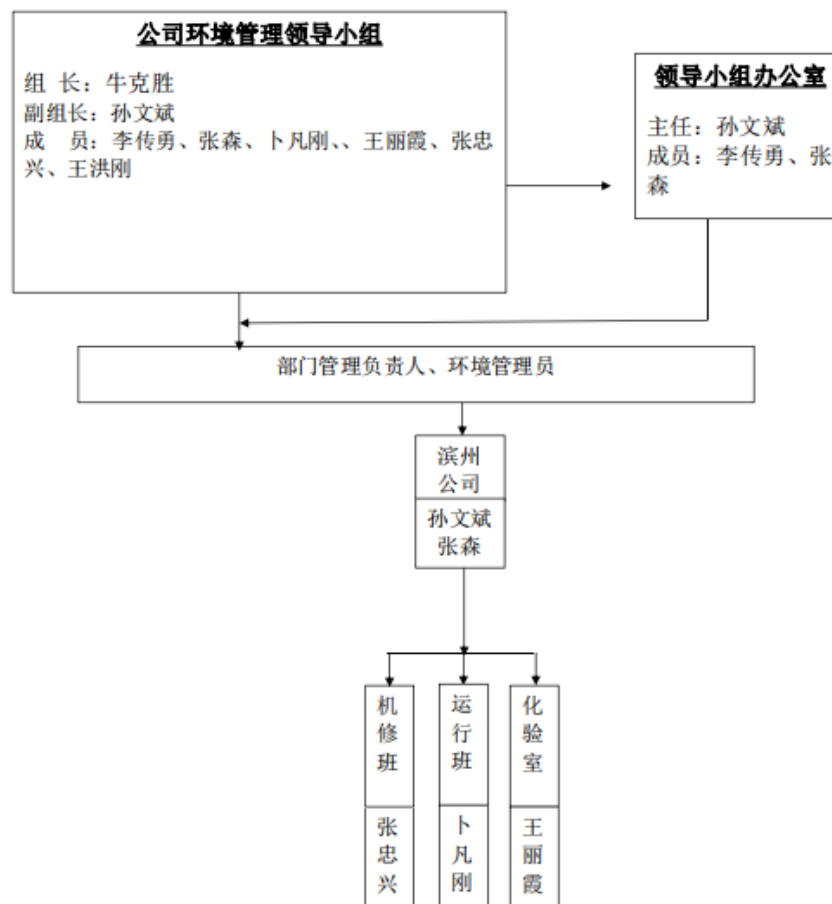 公司环境管理领导小组
组 长：牛克胜
副组长：孙文斌
成 员：李传勇、张森、卜凡刚、、王丽霞、张忠
兴、王洪刚
领导小组办公室
主任：孙文斌
成员：李传勇、张
森
部门管理负责人、环境管理员
滨州
公司
孙文斌
张森
机修班
张忠兴
运行班
卜凡刚
化验室
王丽霞